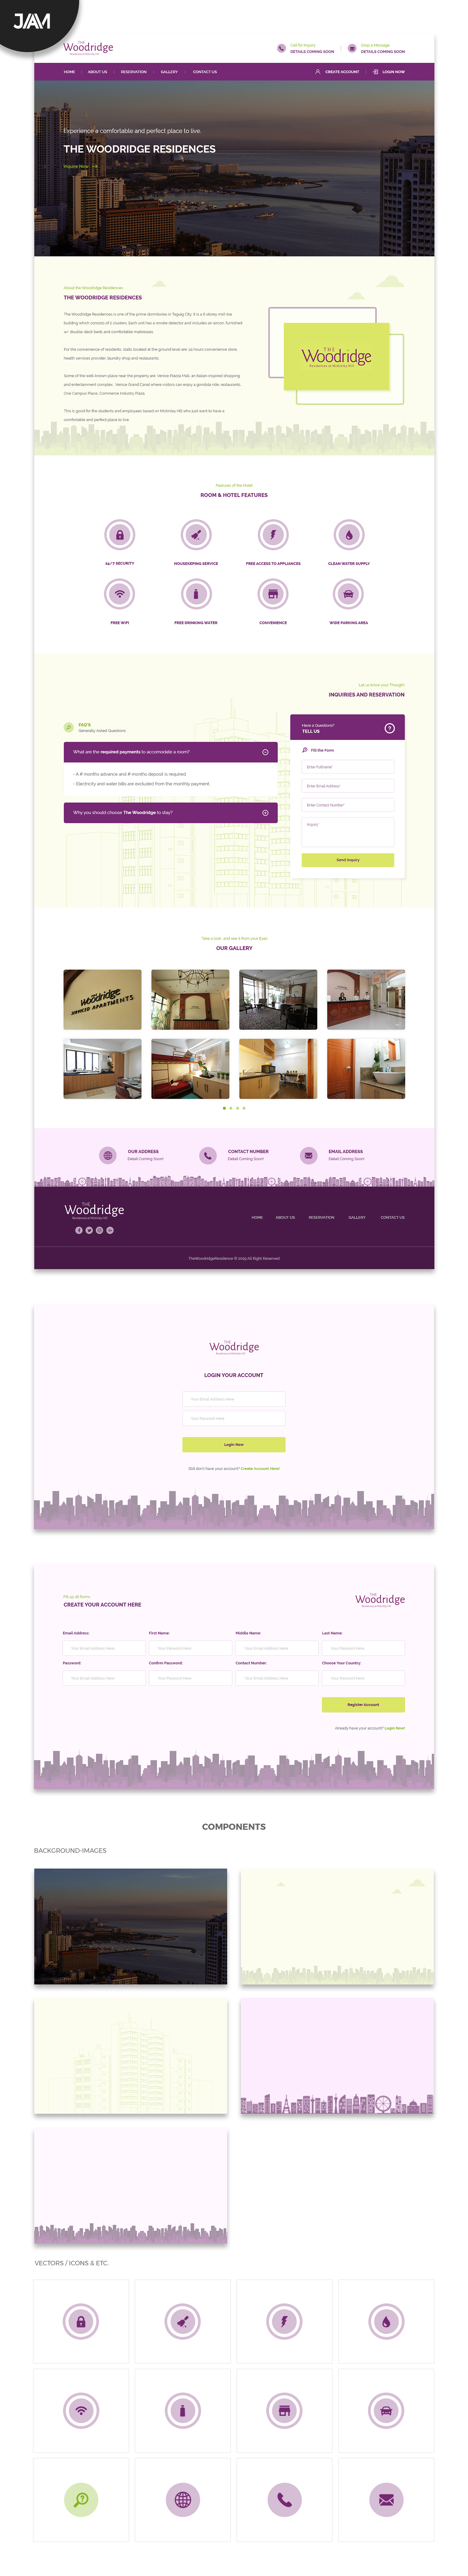 JAM
THE
Woodridge
Call for Inquiry
DETAILS COMING SOON
Drop a Message
DETAILS COMING SOON
HOME
ABOUT US
RESERVATION
GALLERY
CONTACT US
CREATE ACCOUNT
LOGIN NOW
Experience a comfortable and perfect place to live.
THE WOODRIDGE RESIDENCES
Inquire Now
About the Woodridge Residences
THE WOODRIDGE RESIDENCES
The Woodridge Residences is one of the prime dormitories in Taguig City. It is a 6 storey mid rise
building which consists of 2 clusters. Each unit has a smoke detector and includes an aircon, furnished
w/ double-deck beds and comfortable mattresses.
For the convenience of residents, stalls located at the ground level are: 24 hours convenience store,
health services provider, laundry shop and restaurants.
Some of the well-known place near the property are: Venice Piazza Mall, an Italian-inspired shopping
and entertainment complex, Venice Grand Canal where visitors can enjoy a gondola ride, restaurants,
One Campus Place, Commerce Industry Plaza.
This is good for the students and employees based on McKinley Hill who just want to have a
comfortable and perfect place to live.
THE
Woodridge
Residences at McKinley Hill
Features of the Hotel
ROOM & HOTEL FEATURES
24/7 SECURITY
HOUSEKEPING SERVICE
FREE ACCESS TO APPLIANCES
CLEAN WATER SUPPLY
FREE WIFI
FREE DRINKING WATER
CONVENIENCE
WIDE PARKING AREA
Let us know your Thought
INQUIRIES AND RESERVATION
FAQ'S
Generally Asked Questions
What are the required payments to accomodate a room?
- A # months advance and # months deposit is required
- Electricity and water bills are excluded from the monthly payment.
Why you should choose The Woodridge to stay?
Have a Questions?
TELL US
Fill the Form
Enter Fullname*
Enter Email Address*
Enter Contact Number*
Inquiry*
Send Inquiry
Take a look, and see it from your Eyes
OUR GALLERY
THE
Woodridge
SERVICED APARTMENTS
OUR ADDRESS
Detail Coming Soon!
CONTACT NUMBER
Detail Coming Soon!
EMAIL ADDRESS
Detail Coming Soon!
THE
Woodridge
Residences at McKinley Hill
HOME
ABOUT US
RESERVATION
GALLERY
CONTACT US
TheWoodridgeResidence © 2019 All Right Reserved
THE
Woodridge
LOGIN YOUR ACCOUNT
Your Email Address Here
Your Password Here
Login Now
Still don't have your account? Create Account Here!
Fill-up all Items
CREATE YOUR ACCOUNT HERE
THE
Woodridge
Email Address:
First Name:
Middle Name:
Last Name:
Your Email Address Here
Your Password Here
Your Email Address Here
Your Password Here
Password:
Confirm Password:
Contact Number:
Choose Your Country:
Your Email Address Here
Your Password Here
Your Email Address Here
Your Password Here
Register Account
Already have your account? Login Now!
COMPONENTS
BACKGROUND-IMAGES
VECTORS / ICONS & ETC.